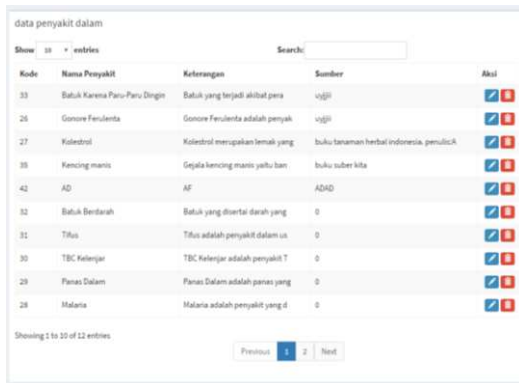 data penyakit dalam
Show 10 entries Search:
Kode Nama Penyakit Keterangan Sumber Aksi
33 Batuk Karena Paru-Paru Dingin Batuk yang terjadi akibat pera uyjjiii
26 Gonore Ferulenta Gonore Ferulenta adalah penyak uyjjiii
27 Kolestrol Kolestrol merupakan lemak yang buku tanaman herbal indonesia, penulis:A
35 Kencing manis Gejala kencing manis yaitu ban buku suber kita
42 AD AF ADAD
32 Batuk Berdarah Batuk yang disertai darah yang 0
31 Tifus Tifus adalah penyakit dalam us 0
30 TBC Kelenjar TBC Kelenjar adalah penyakit T 0
29 Panas Dalam Panas Dalam adalah panas yang 0
28 Malaria Malaria adalah penyakit yang d 0
Showing 1 to 10 of 12 entries
Previous 1 2 Next